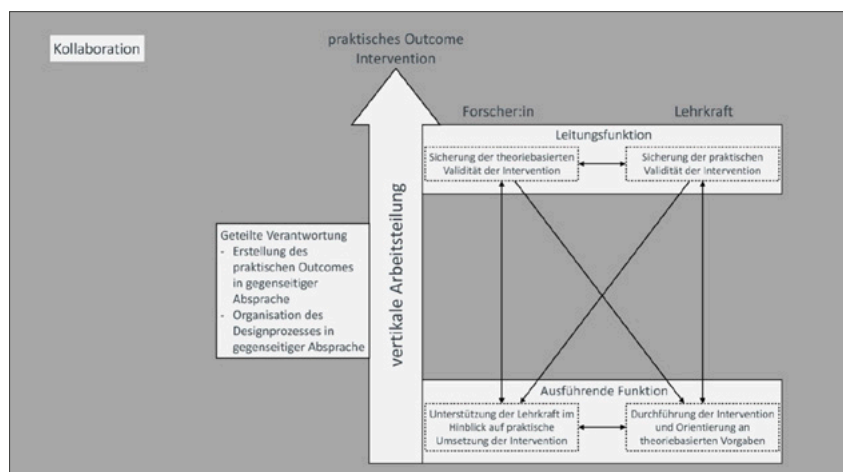 Kollaboration
praktisches Outcome
Intervention
Forscher:in
Lehrkraft
Leitungsfunktion
Sicherung der theoriebasierten
Validität der Intervention
Sicherung der praktischen
Validität der Intervention
Geteilte Verantwortung
- Erstellung des
praktischen Outcomes
in gegenseitiger
Absprache
- Organisation des
Designprozesses in
gegenseitiger Absprache
vertikale Arbeitsteilung
Ausführende Funktion
Unterstützung der Lehrkraft im
Hinblick auf praktische
Umsetzung der Intervention
Durchführung der Intervention
und Orientierung an
theoriebasierten Vorgaben